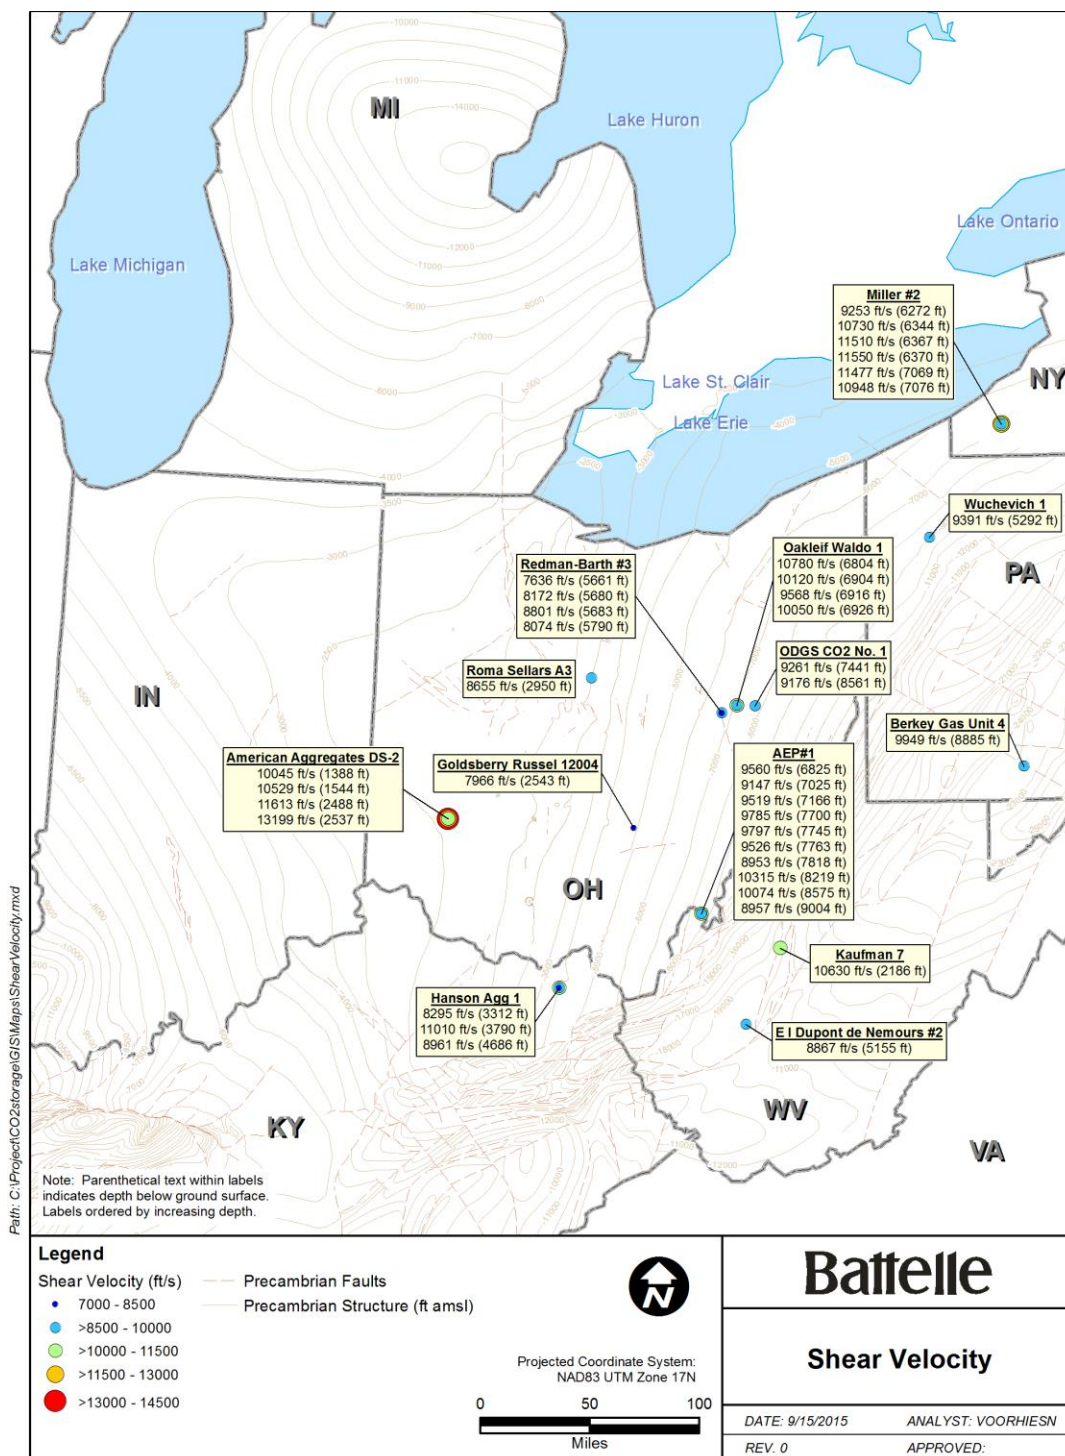 MI
Lake Huron
Lake Ontario
Lake Michigan
Miller #2
9253 ft/s (6272 ft)
10730 ft/s (6344 ft)
11510 ft/s (6367 ft)
11550 ft/s (6370 ft)
11477 ft/s (7069 ft)
10948 ft/s (7076 ft)
NY
Lake St. Clair
Lake Erie
Wuchevich 1
9391 ft/s (5292 ft)
PA
Oakleif Waldo 1
10780 ft/s (6804 ft)
10120 ft/s (6904 ft)
9568 ft/s (6916 ft)
10050 ft/s (6926 ft)
Redman-Barth #3
7636 ft/s (5661 ft)
8172 ft/s (5680 ft)
8801 ft/s (5683 ft)
8074 ft/s (5790 ft)
ODGS CO2 No. 1
9261 ft/s (7441 ft)
9176 ft/s (8561 ft)
Roma Sellars A3
8655 ft/s (2950 ft)
IN
Berkey Gas Unit 4
9949 ft/s (8885 ft)
American Aggregates DS-2
10045 ft/s (1388 ft)
10529 ft/s (1544 ft)
11613 ft/s (2488 ft)
13199 ft/s (2537 ft)
Goldsberry Russel 12004
7966 ft/s (2543 ft)
AEP#1
9560 ft/s (6825 ft)
9147 ft/s (7025 ft)
9519 ft/s (7166 ft)
9785 ft/s (7700 ft)
9797 ft/s (7745 ft)
9526 ft/s (7763 ft)
8953 ft/s (7818 ft)
10315 ft/s (8219 ft)
10074 ft/s (8575 ft)
8957 ft/s (9004 ft)
OH
Kaufman 7
10630 ft/s (2186 ft)
Hanson Agg 1
8295 ft/s (3312 ft)
11010 ft/s (3790 ft)
8961 ft/s (4686 ft)
E I Dupont de Nemours #2
8867 ft/s (5155 ft)
WV
KY
VA
Note: Parenthetical text within labels
indicates depth below ground surface.
Labels ordered by increasing depth.
Path: C:\Project\CO2storage\GIS\Maps\ShearVelocity.mxd
Legend
Shear Velocity (ft/s)
7000 - 8500
>8500 - 10000
>10000 - 11500
>11500 - 13000
>13000 - 14500
Precambrian Faults
Precambrian Structure (ft amsl)
N
Projected Coordinate System:
NAD83 UTM Zone 17N
0 50 100
Miles
Battelle
Shear Velocity
DATE: 9/15/2015 ANALYST: VOORHIESN
REV. 0 APPROVED: